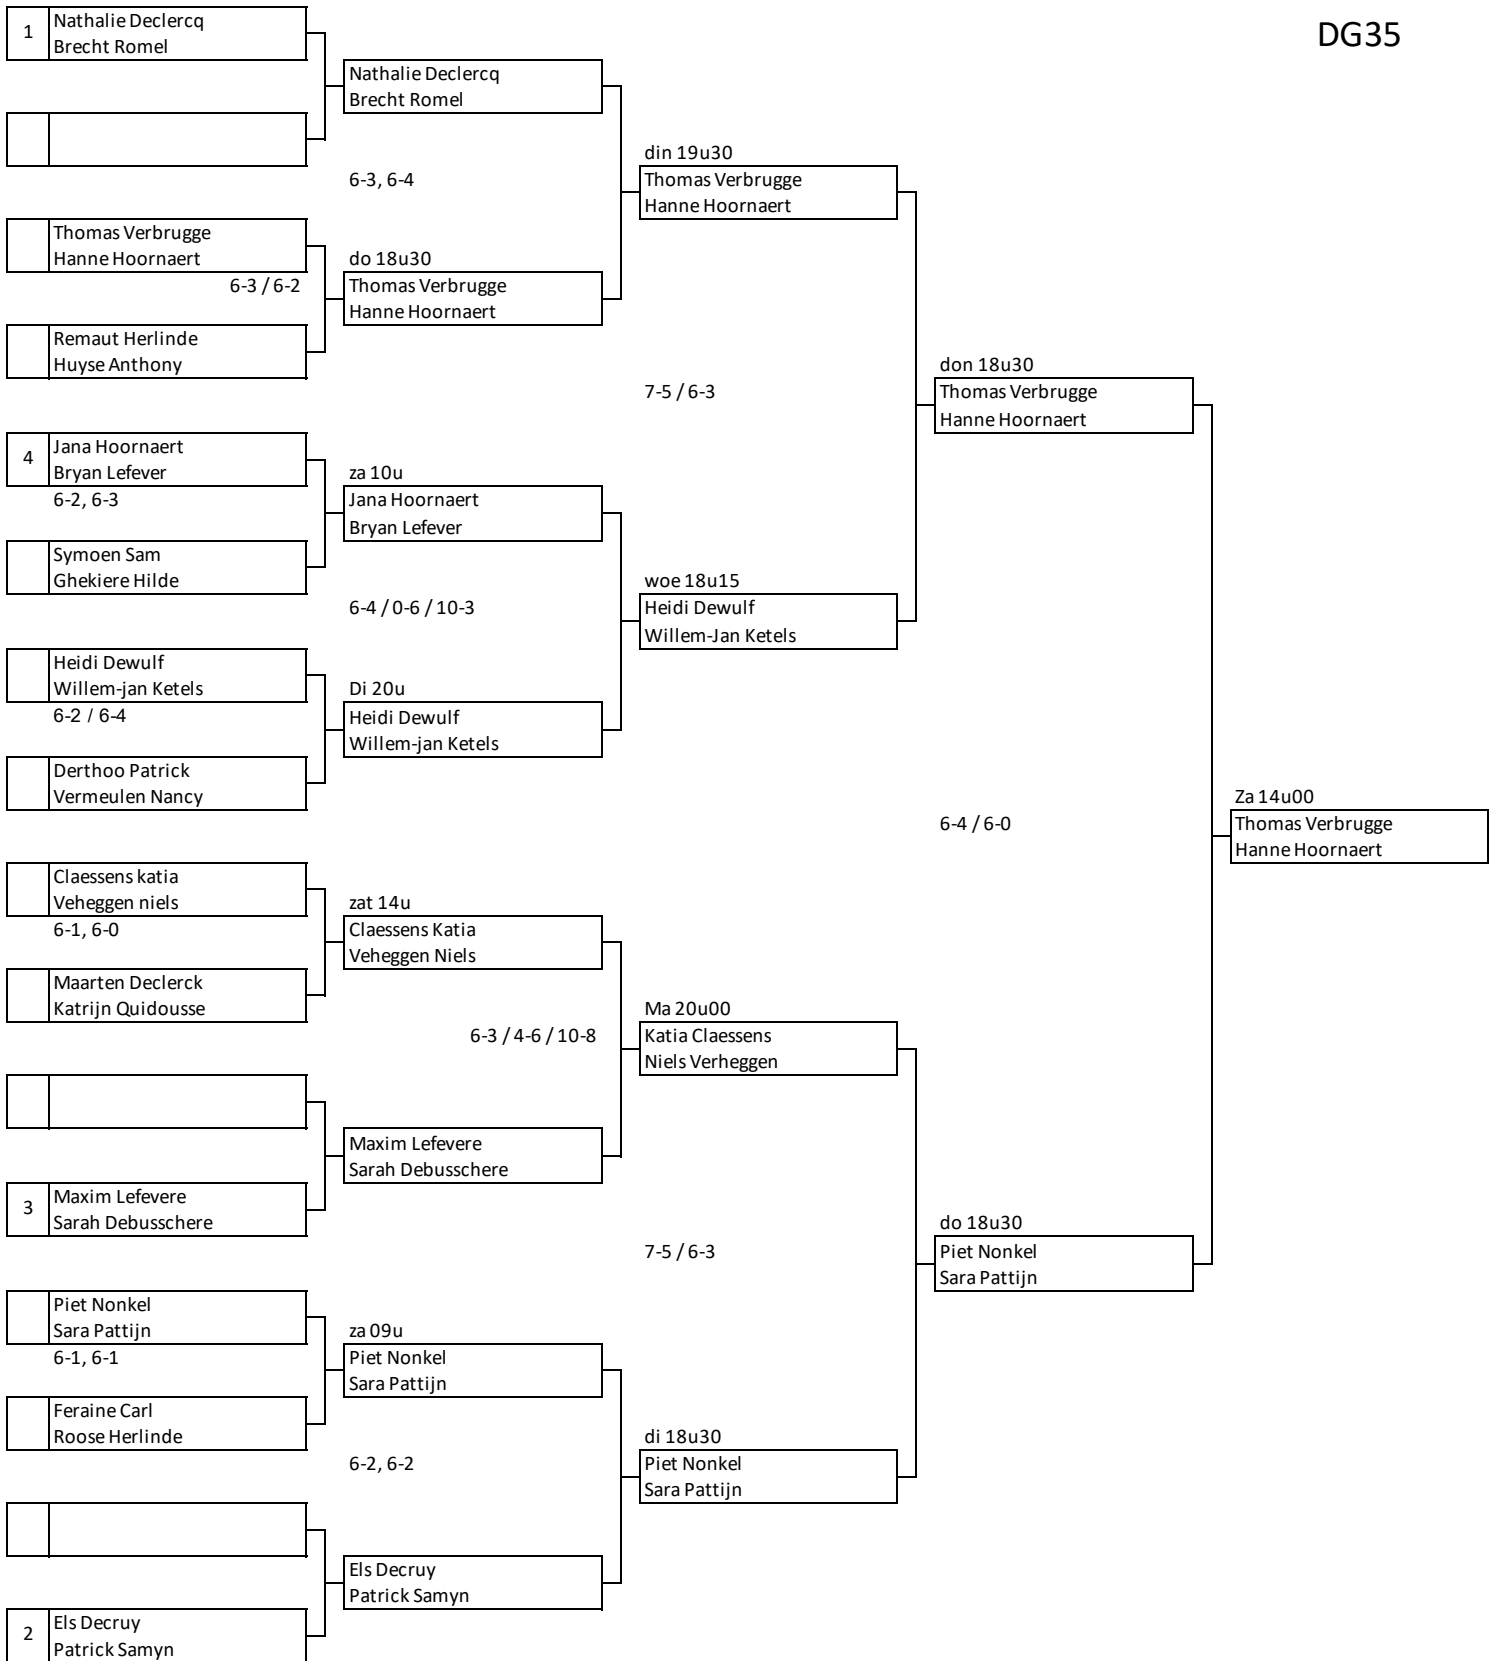 DG35
1
Nathalie Declercq
Brecht Romel
Nathalie Declercq
Brecht Romel
din 19u30
6-3, 6-4
Thomas Verbrugge
Hanne Hoornaert
Thomas Verbrugge
Hanne Hoornaert
do 18u30
6-3 / 6-2
Thomas Verbrugge
Hanne Hoornaert
Remaut Herlinde
Huyse Anthony
don 18u30
7-5 / 6-3
Thomas Verbrugge
Hanne Hoornaert
4
Jana Hoornaert
Bryan Lefever
za 10u
6-2, 6-3
Jana Hoornaert
Bryan Lefever
Symoen Sam
Ghekiere Hilde
woe 18u15
6-4 / 0-6 / 10-3
Heidi Dewulf
Willem-Jan Ketels
Heidi Dewulf
Willem-jan Ketels
Di 20u
6-2 / 6-4
Heidi Dewulf
Willem-jan Ketels
Derthoo Patrick
Vermeulen Nancy
Za 14u00
6-4 / 6-0
Thomas Verbrugge
Hanne Hoornaert
Claessens katia
Veheggen niels
zat 14u
6-1, 6-0
Claessens Katia
Veheggen Niels
Maarten Declerck
Katrijn Quidousse
Ma 20u00
6-3 / 4-6 / 10-8
Katia Claessens
Niels Verheggen
Maxim Lefevere
Sarah Debusschere
3
Maxim Lefevere
Sarah Debusschere
do 18u30
7-5 / 6-3
Piet Nonkel
Sara Pattijn
Piet Nonkel
Sara Pattijn
za 09u
6-1, 6-1
Piet Nonkel
Sara Pattijn
Feraine Carl
Roose Herlinde
di 18u30
6-2, 6-2
Piet Nonkel
Sara Pattijn
Els Decruy
Patrick Samyn
2
Els Decruy
Patrick Samyn